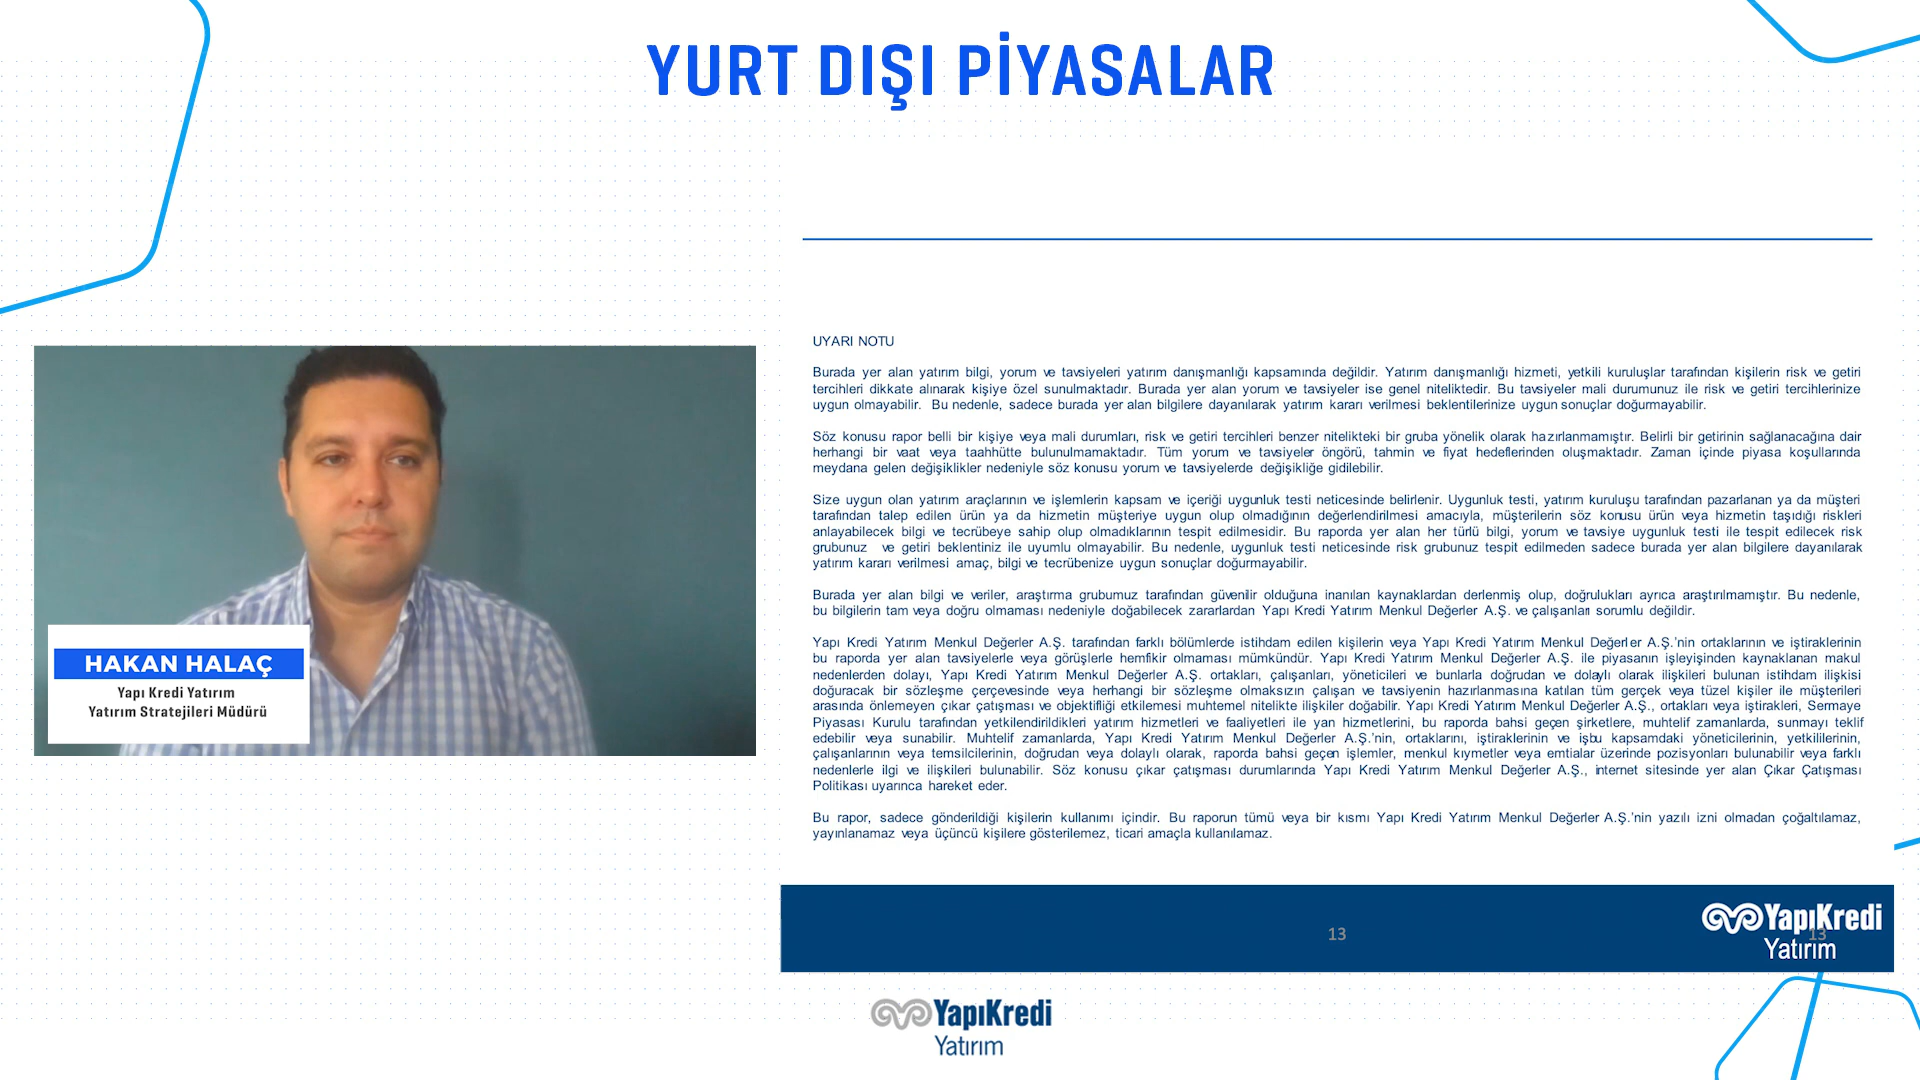 YURT DIŞI PİYASALAR
HAKAN HALAÇ
Yapı Kredi Yatırım
Yatırım Stratejileri Müdürü
UYARI NOTU
Burada yer alan yatırım bilgi, yorum ve tavsiyeleri yatırım danışmanlığı kapsamında değildir. Yatırım danışmanlığı hizmeti, yetkili kuruluşlar tarafından kişilerin risk ve getiri
tercihleri dikkate alınarak kişiye özel sunulmaktadır. Burada yer alan yorum ve tavsiyeler ise genel niteliktedir. Bu tavsiyeler mali durumunuz ile risk ve getiri tercihlerinize
uygun olmayabilir. Bu nedenle, sadece burada yer alan bilgilere dayanılarak yatırım kararı verilmesi beklentilerinize uygun sonuçlar doğurmayabilir.
Söz konusu rapor belli bir kişiye veya mali durumları, risk ve getiri tercihleri benzer nitelikteki bir gruba yönelik olarak hazırlanmamıştır. Belirli bir getirinin sağlanacağına dair
herhangi bir vaat veya taahhütte bulunulmamaktadır. Tüm yorum ve tavsiyeler öngörü, tahmin ve fiyat hedeflerinden oluşmaktadır. Zaman içinde piyasa koşullarında
meydana gelen değişiklikler nedeniyle söz konusu yorum ve tavsiyelerde değişikliğe gidilebilir.
Size uygun olan yatırım araçlarının ve işlemlerin kapsam ve içeriği uygunluk testi neticesinde belirlenir. Uygunluk testi, yatırım kuruluşu tarafından pazarlanan ya da müşteri
tarafından talep edilen ürün ya da hizmetin müşteriye uygun olup olmadığının değerlendirilmesi amacıyla, müşterilerin söz konusu ürün veya hizmetin taşıdığı riskleri
anlayabilecek bilgi ve tecrübeye sahip olup olmadıklarının tespit edilmesidir. Bu raporda yer alan her türlü bilgi, yorum ve tavsiye uygunluk testi ile tespit edilecek risk
grubunuz ve getiri beklentiniz ile uyumlu olmayabilir. Bu nedenle, uygunluk testi neticesinde risk grubunuz tespit edilmeden sadece burada yer alan bilgilere dayanılarak
yatırım kararı verilmesi amaç, bilgi ve tecrübenize uygun sonuçlar doğurmayabilir.
Burada yer alan bilgi ve veriler, araştırma grubumuz tarafından güvenilir olduğuna inanılan kaynaklardan derlenmiş olup, doğrulukları ayrıca araştırılmamıştır. Bu nedenle,
bu bilgilerin tam veya doğru olmaması nedeniyle doğabilecek zararlardan Yapı Kredi Yatırım Menkul Değerler A.Ş. ve çalışanları sorumlu değildir.
Yapı Kredi Yatırım Menkul Değerler A.Ş. tarafından farklı bölümlerde istihdam edilen kişilerin veya Yapı Kredi Yatırım Menkul Değerler A.Ş.'nin ortaklarının ve iştiraklerinin
bu raporda yer alan tavsiyelerle veya görüşlerle hemfikir olmaması mümkündür. Yapı Kredi Yatırım Menkul Değerler A.Ş. ile piyasanın işleyişinden kaynaklanan makul
nedenlerden dolayı, Yapı Kredi Yatırım Menkul Değerler A.Ş. ortakları, çalışanları, yöneticileri ve bunlarla doğrudan ve dolaylı olarak ilişkileri bulunan istihdam ilişkisi
doğuracak bir sözleşme çerçevesinde veya herhangi bir sözleşme olmaksızın çalışan ve tavsiyenin hazırlanmasına katılan tüm gerçek veya tüzel kişiler ile müşterileri
arasında önlemeyen çıkar çatışması ve objektifliği etkilemesi muhtemel nitelikte ilişkiler doğabilir. Yapı Kredi Yatırım Menkul Değerler A.Ş., ortakları veya iştirakleri, Sermaye
Piyasası Kurulu tarafından yetkilendirildikleri yatırım hizmetleri ve faaliyetleri ile yan hizmetlerini, bu raporda bahsi geçen şirketlere, muhtelif zamanlarda, sunmayı teklif
edebilir veya sunabilir. Muhtelif zamanlarda, Yapı Kredi Yatırım Menkul Değerler A.Ş.'nin, ortaklarını, iştiraklerinin ve işbu kapsamdaki yöneticilerinin, yetkililerinin,
çalışanlarının veya temsilcilerinin, doğrudan veya dolaylı olarak, raporda bahsi geçen işlemler, menkul kıymetler veya emtialar üzerinde pozisyonları bulunabilir veya farklı
nedenlerle ilgi ve ilişkileri bulunabilir. Söz konusu çıkar çatışması durumlarında Yapı Kredi Yatırım Menkul Değerler A.Ş., internet sitesinde yer alan Çıkar Çatışması
Politikası uyarınca hareket eder.
Bu rapor, sadece gönderildiği kişilerin kullanımı içindir. Bu raporun tümü veya bir kısmı Yapı Kredi Yatırım Menkul Değerler A.Ş.'nin yazılı izni olmadan çoğaltılamaz,
yayınlanamaz veya üçüncü kişilere gösterilemez, ticari amaçla kullanılamaz.
13
YapıKredi
13
Yatırım
YapıKredi
Yatırım